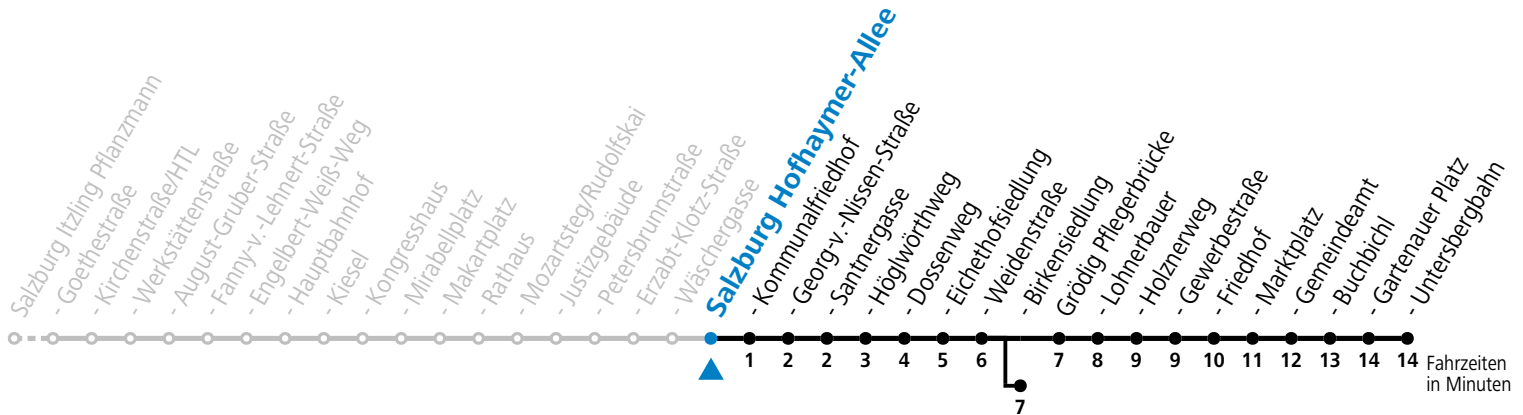 Salzburg Itzling Pflanzmann
- Goethestraße
- Kirchenstraße/HTL
- Werkstättenstraße
- August-Gruber-Straße
- Fanny-v.-Lehnert-Straße
- Engelbert-Weiß-Weg
- Hauptbahnhof
- Kiesel
- Kongresshaus
- Mirabellplatz
- Makartplatz
- Rathaus
- Mozartsteg/Rudolfskai
- Justizgebäude
- Petersbrunnstraße
- Erzabt-Klotz-Straße
- Wäschergasse
Salzburg Hofhaymer-Allee
- Kommunalfriedhof
- Georg-v.-Nissen-Straße
- Santnergasse
- Höglwörthweg
- Dossenweg
- Eichethofsiedlung
- Weidenstraße
- Birkensiedlung
Grödig Pflegerbrücke
- Lohnerbauer
- Holznerweg
- Gewerbestraße
- Friedhof
- Marktplatz
- Gemeindeamt
- Buchbichl
- Gartenauer Platz
- Untersbergbahn
1 2 2 3 4 5 6 7 8 9 9 10 11 12 13 14 14 Fahrzeiten
in Minuten
7